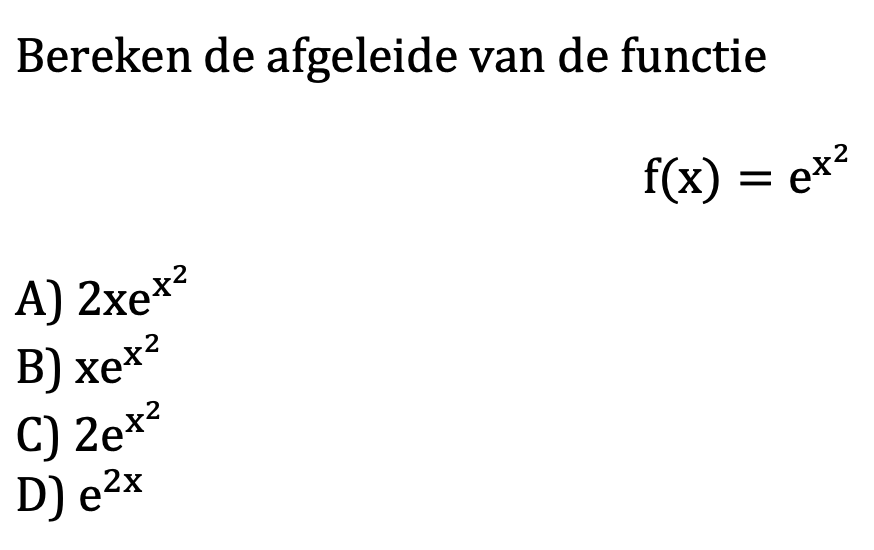 Bereken de afgeleide van de functie
f(x) = e^{x^2}
A) 2xe^{x^2}
B) xe^{x^2}
C) 2e^{x^2}
D) e^{2x}